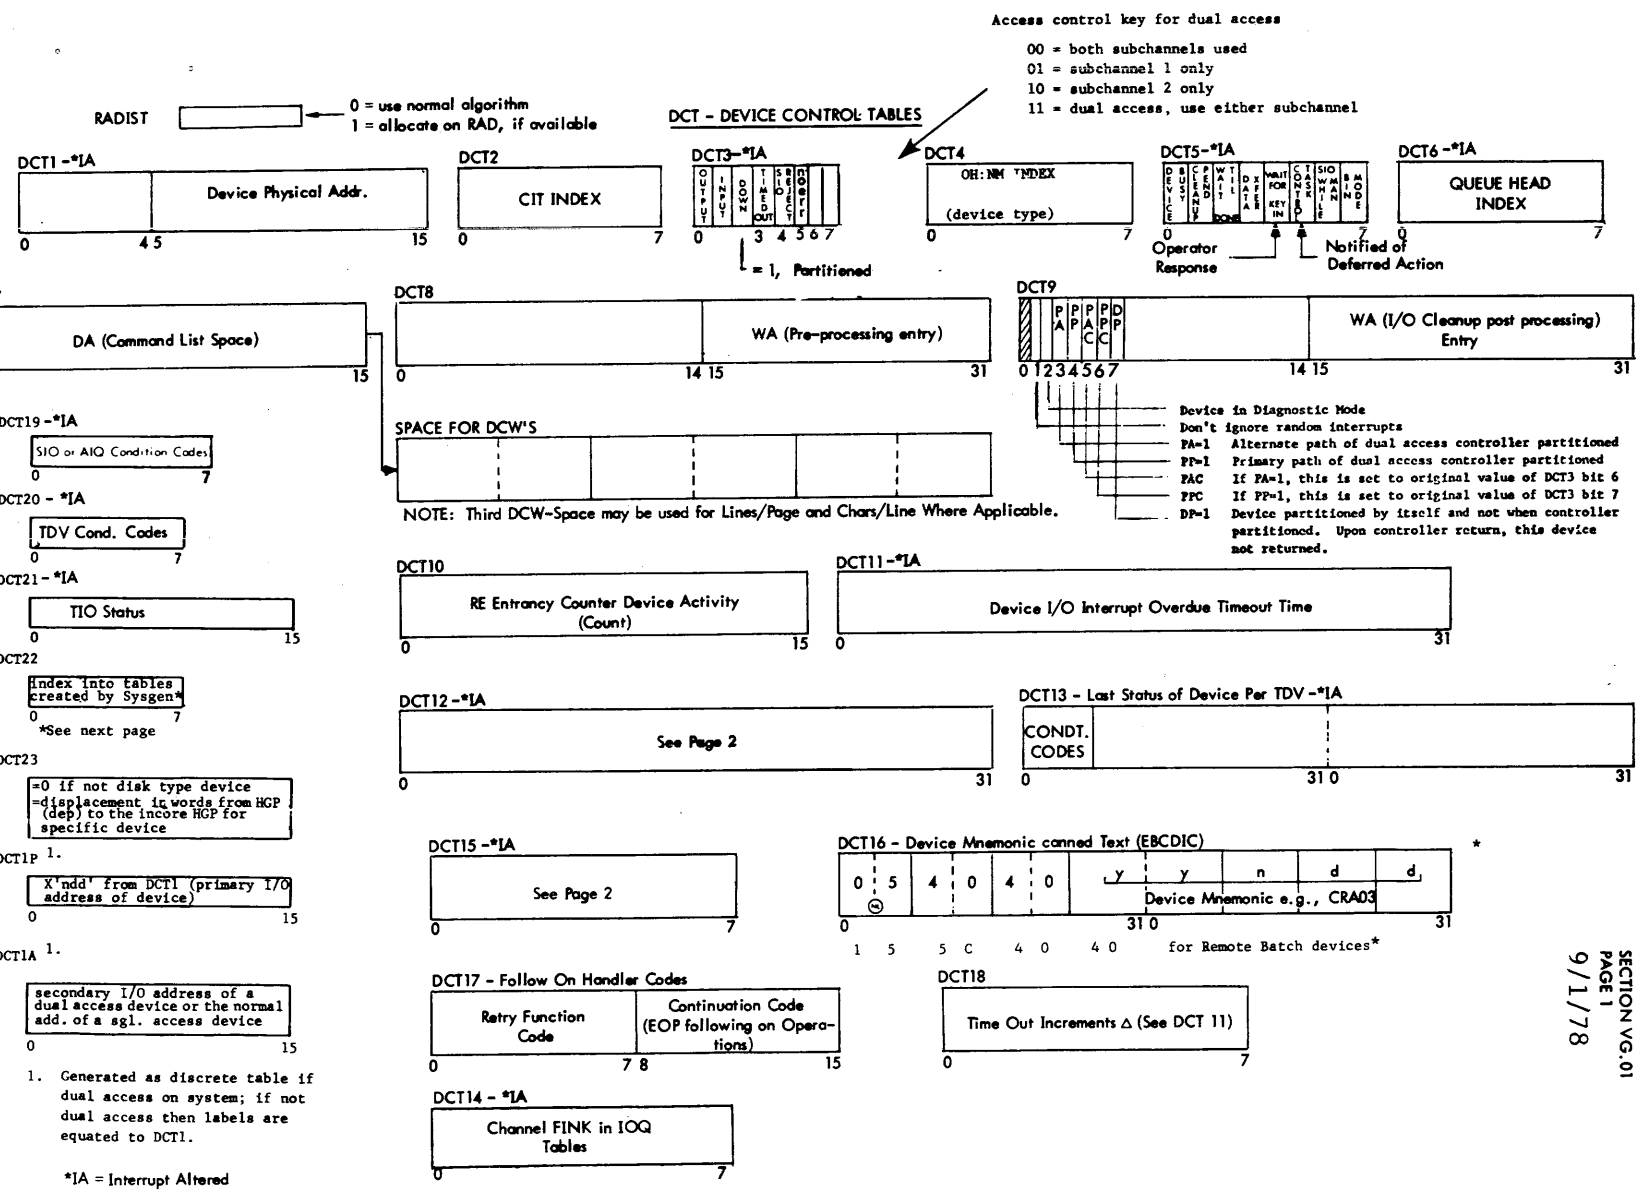 Access control key for dual access
00 = both subchannels used
01 = subchannel 1 only
10 = subchannel 2 only
11 = dual access, use either subchannel
RADIST
0 = use normal algorithm
1 = allocate on RAD, if available
DCT - DEVICE CONTROL TABLES
DCT1 -*IA
Device Physical Addr.
0 4 5 15
DCT2
CIT INDEX
0 7
DCT3-*IA
OUTPUT INPUT DOWN TIMED OUT SIO REJECT noerr
0 3 4 5 6 7
= 1, Partitioned
DCT4
OH:NM INDEX
(device type)
0 7
DCT5-*IA
DEVICE BUSY CLEANUP PEND WAIT TIL DONE DATA XFER WAIT FOR KEY IN CONTRO TASK SIO WHILE MAN BIN MODE
0 7
Operator
Response
Notified of
Deferred Action
DCT6 -*IA
QUEUE HEAD
INDEX
0 7
DA (Command List Space)
15
DCT8
WA (Pre-processing entry)
0 14 15 31
DCT9
PA PP PAC PPC DP
WA (I/O Cleanup post processing)
Entry
0 1 2 3 4 5 6 7 14 15 31
Device in Diagnostic Mode
Don't ignore random interrupts
PA=1 Alternate path of dual access controller partitioned
PP=1 Primary path of dual access controller partitioned
PAC If PA=1, this is set to original value of DCT3 bit 6
PPC If PP=1, this is set to original value of DCT3 bit 7
DP=1 Device partitioned by itself and not when controller
partitioned. Upon controller return, this device
not returned.
SPACE FOR DCW'S
NOTE: Third DCW-Space may be used for Lines/Page and Chars/Line Where Applicable.
DCT19 -*IA
SIO or AIQ Condition Codes
0 7
DCT20 - *IA
TDV Cond. Codes
0 7
DCT21 - *IA
TIO Status
0 15
DCT22
index into tables
created by Sysgen*
0 7
*See next page
DCT23
=0 if not disk type device
=displacement in words from HGP
(dep) to the incore HGP for
specific device
DCT1P 1.
X'ndd' from DCT1 (primary I/O
address of device)
0 15
DCT1A 1.
secondary I/O address of a
dual access device or the normal
add. of a sgl. access device
0 15
1. Generated as discrete table if
dual access on system; if not
dual access then labels are
equated to DCT1.
*IA = Interrupt Altered
DCT10
RE Entrancy Counter Device Activity
(Count)
0 15
DCT11 -*IA
Device I/O Interrupt Overdue Timeout Time
0 31
DCT12 -*IA
See Page 2
0 31
DCT13 - Last Status of Device Per TDV -*IA
CONDT.
CODES
0 31 0 31
DCT15 -*IA
See Page 2
0 7
DCT16 - Device Mnemonic canned Text (EBCDIC) *
0 5 4 0 4 0 y y n d d
NL
Device Mnemonic e.g., CRA03
0 31 0 31
1 5 5 C 4 0 4 0 for Remote Batch devices*
DCT17 - Follow On Handler Codes
Retry Function
Code
Continuation Code
(EOP following on Opera-
tions)
0 7 8 15
DCT18
Time Out Increments Δ (See DCT 11)
0 7
DCT14 - *IA
Channel FINK in IOQ
Tables
0 7
SECTION VG.01
PAGE 1
9/1/78